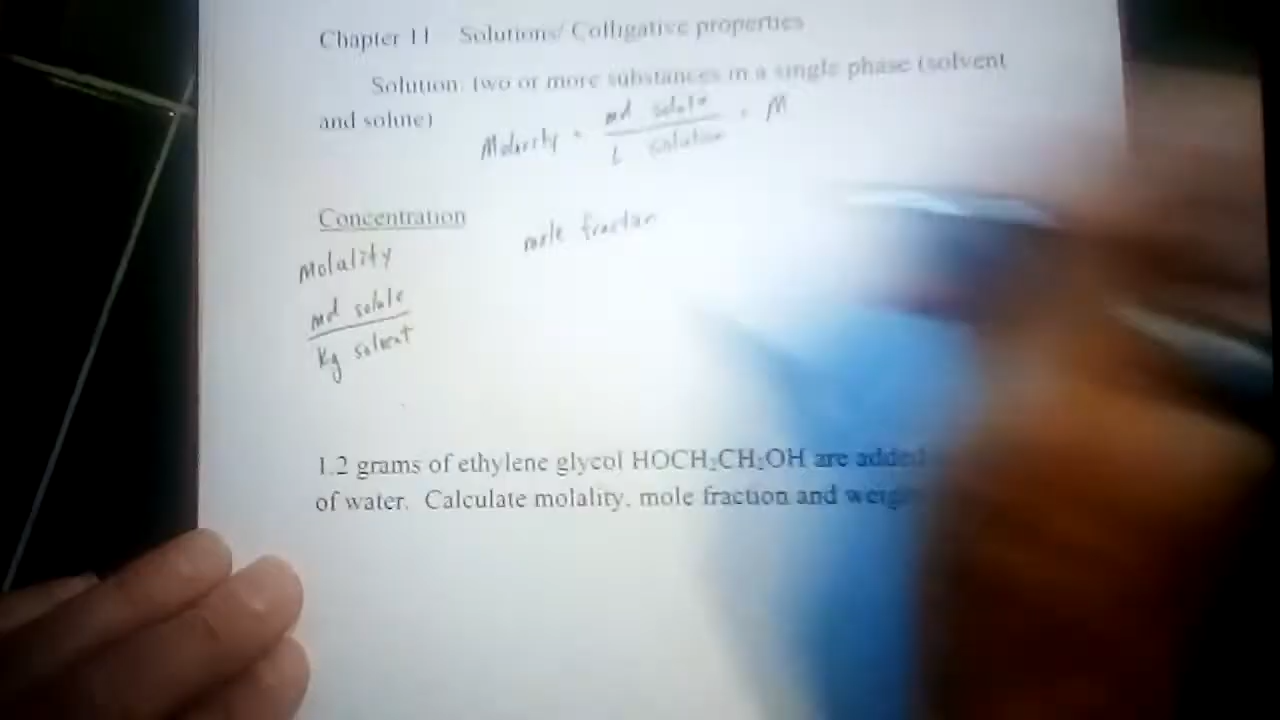 Chapter 11 Solutions/ Colligative properties
Solution: two or more substances in a single phase (solvent
and solute)
Molarity = mol solute / L solution = M
Concentration
mole fraction
Molality
mol solute
kg solvent
1.2 grams of ethylene glycol HOCH₂CH₂OH are added
of water. Calculate molality, mole fraction and